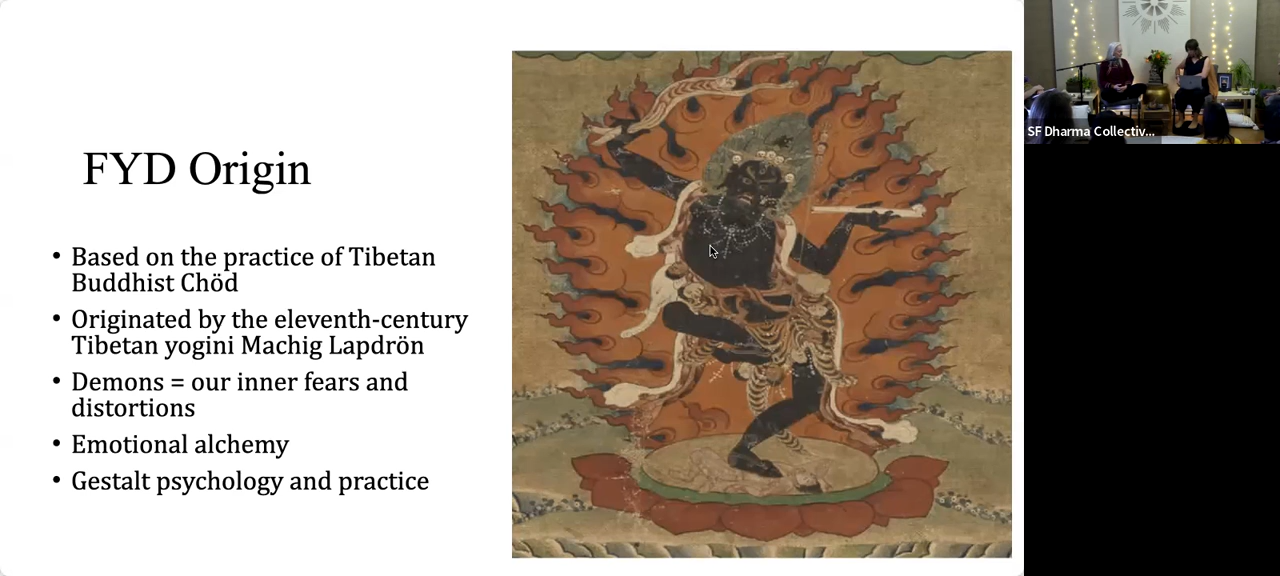 FYD Origin
• Based on the practice of Tibetan
Buddhist Chöd
• Originated by the eleventh-century
Tibetan yogini Machig Lapdrön
• Demons = our inner fears and
distortions
• Emotional alchemy
• Gestalt psychology and practice
SF Dharma Collectiv...